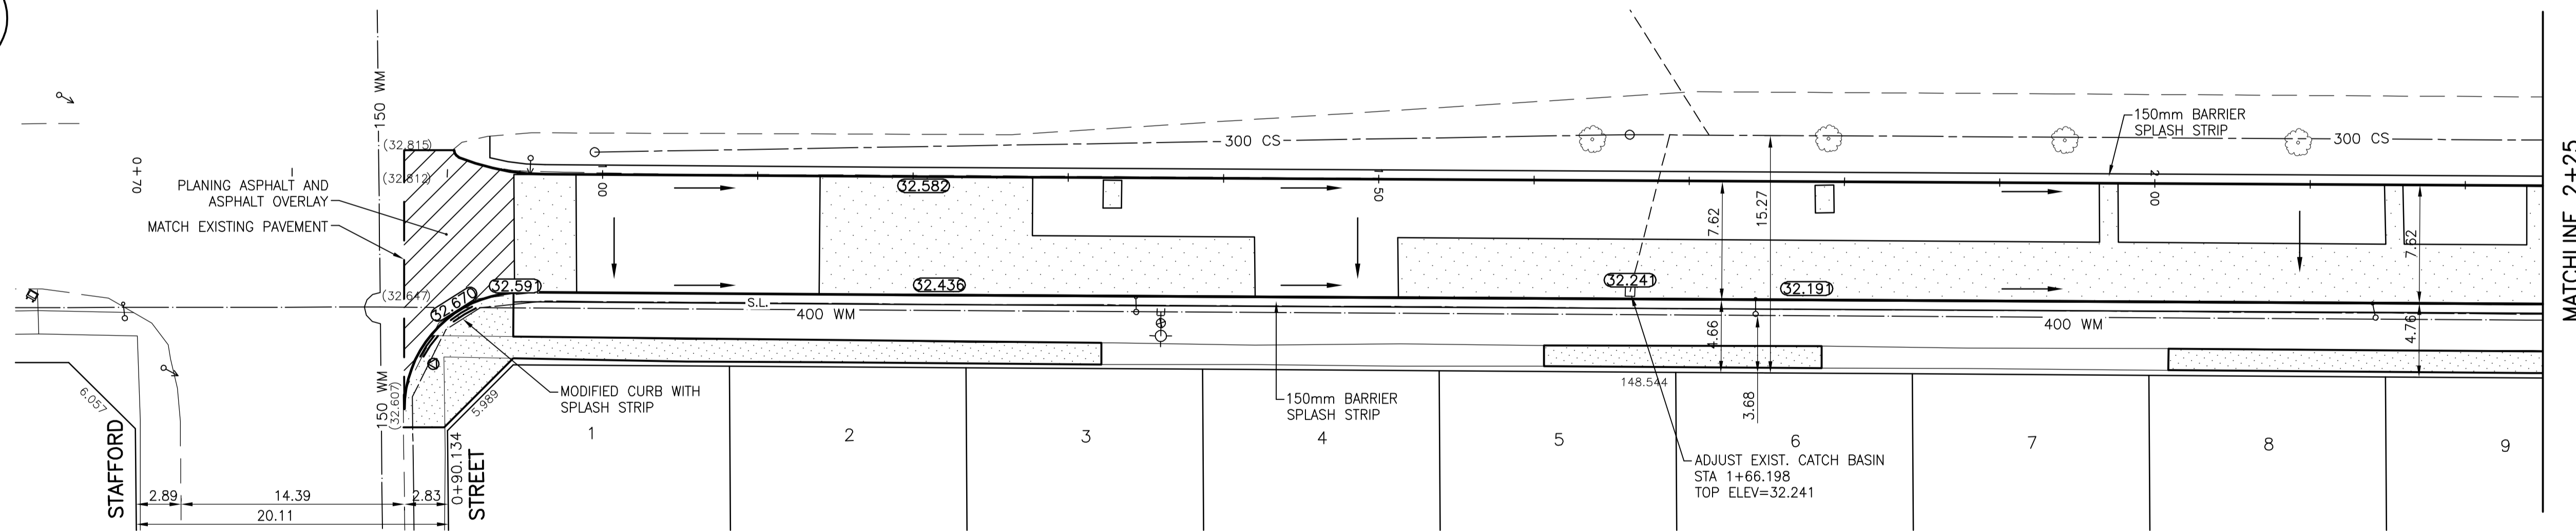 150 WM
(32.815)
(32.812)
0+70
PLANING ASPHALT AND
ASPHALT OVERLAY
MATCH EXISTING PAVEMENT
(32.647)
32.670
32.591
1 00
32.582
32.436
S.L.
400 WM
300 CS
1 50
150mm BARRIER
SPLASH STRIP
300 CS
2 00
7.62
15.27
7.62
32.241
32.191
400 WM
4.66
3.68
4.76
148.544
MATCHLINE 2+25
MODIFIED CURB WITH
SPLASH STRIP
150mm BARRIER
SPLASH STRIP
ADJUST EXIST. CATCH BASIN
STA 1+66.198
TOP ELEV=32.241
6.057
5.989
150 WM
(32.607)
1
2
3
4
5
6
7
8
9
STAFFORD
STREET
0+90.134
2.89
14.39
2.83
20.11